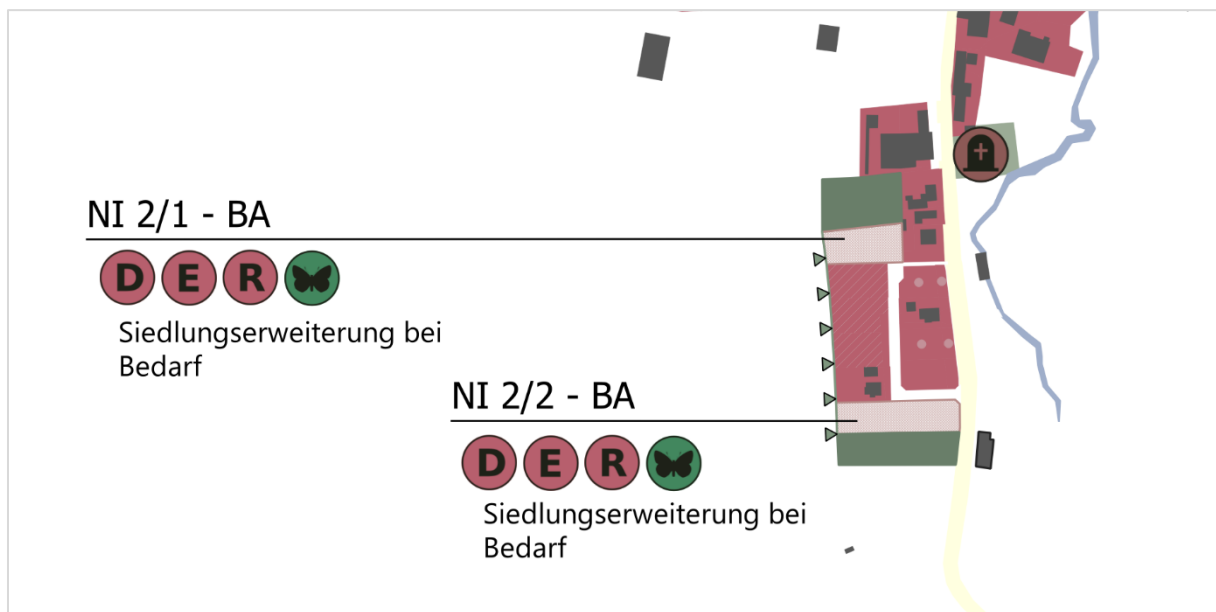 NI 2/1 - BA
D E R
Siedlungserweiterung bei
Bedarf
NI 2/2 - BA
D E R
Siedlungserweiterung bei
Bedarf